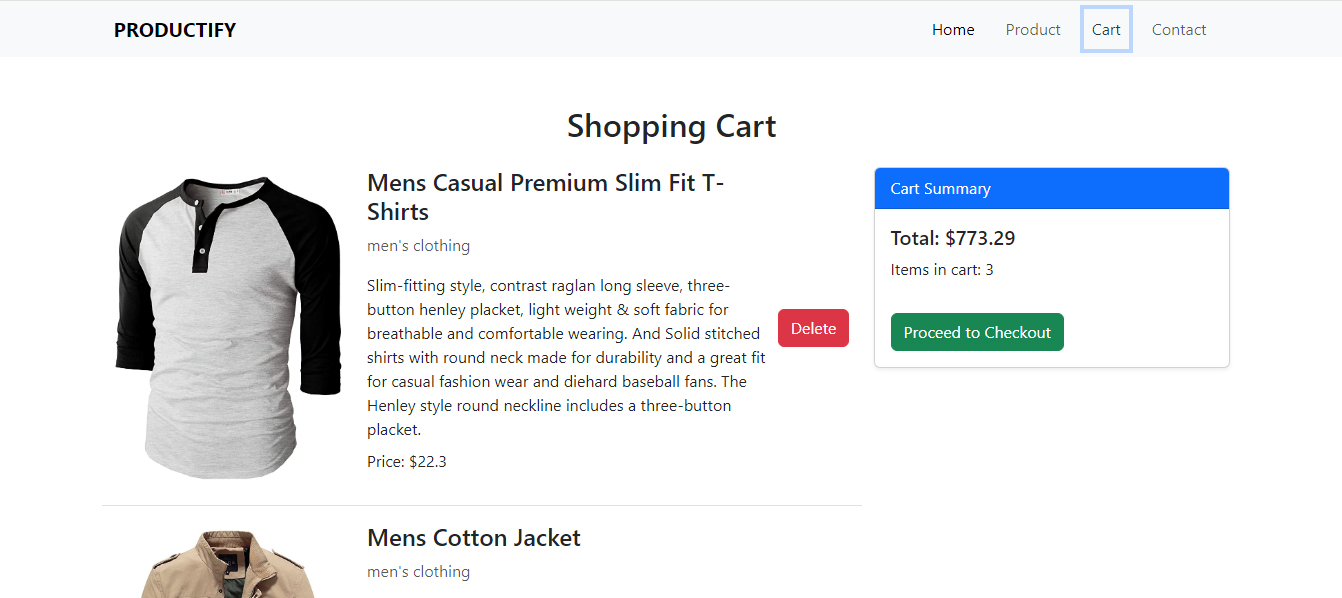 PRODUCTIFY
Home Product Cart Contact
Shopping Cart
Mens Casual Premium Slim Fit T-
Shirts
men's clothing
Slim-fitting style, contrast raglan long sleeve, three-
button henley placket, light weight & soft fabric for
breathable and comfortable wearing. And Solid stitched
shirts with round neck made for durability and a great fit
for casual fashion wear and diehard baseball fans. The
Henley style round neckline includes a three-button
placket.
Price: $22.3
Delete
Cart Summary
Total: $773.29
Items in cart: 3
Proceed to Checkout
Mens Cotton Jacket
men's clothing